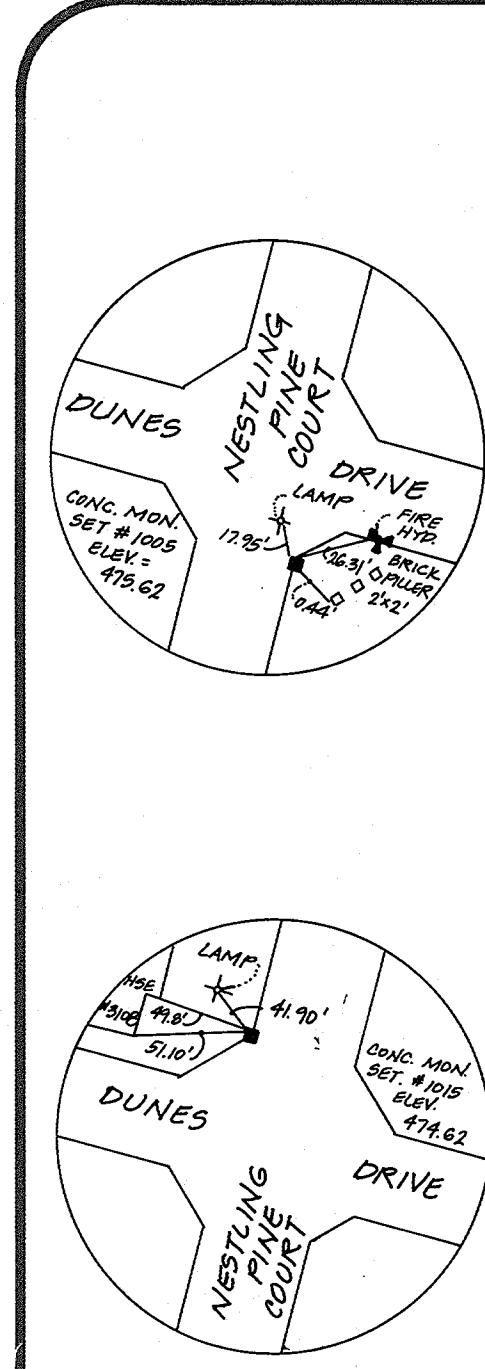 DUNES
NESTLING
PINE
COURT
DRIVE
LAMP
17.95'
CONC. MON.
SET #1005
ELEV. =
475.62
FIRE
HYD.
(26.31'
BRICK
PILLER
2'x2'
0.44'
LAMP
HSE
#3108
49.8'
41.90'
51.10'
CONC. MON.
SET. #1015
ELEV.
474.62
DUNES
DRIVE
NESTLING
PINE
COURT